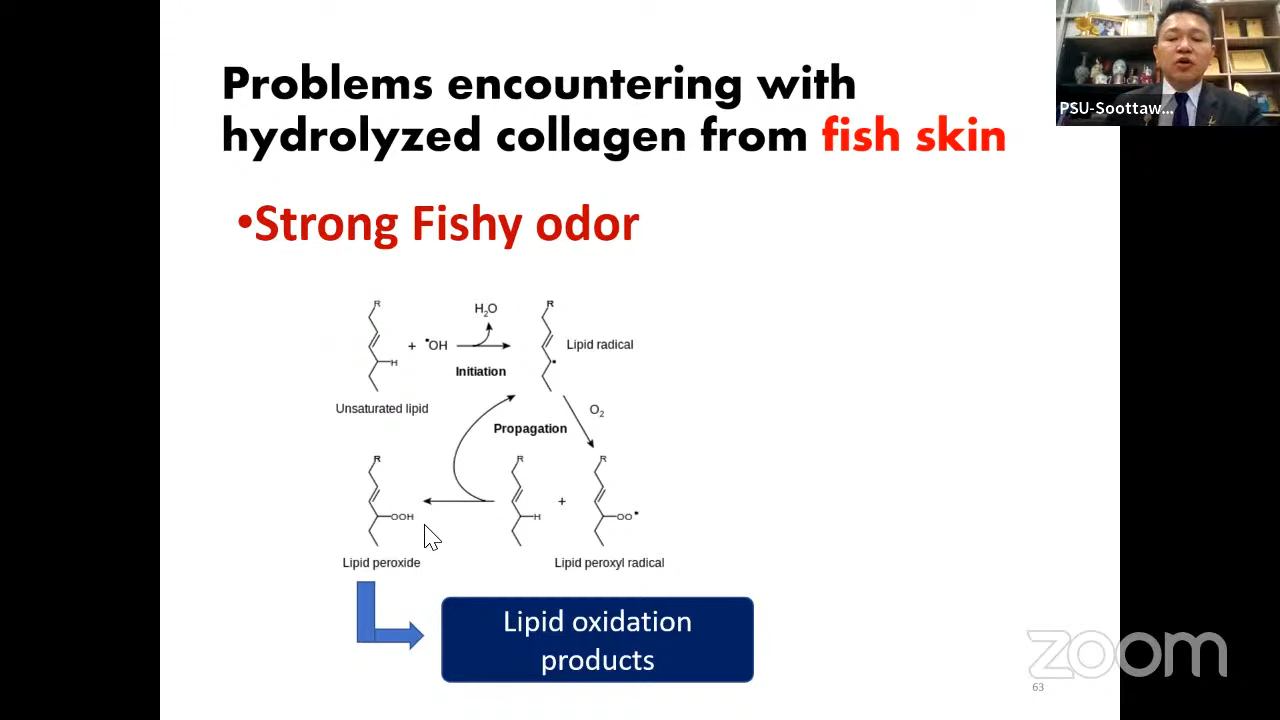 Problems encountering with
hydrolyzed collagen from fish skin
PSU-Soottaw...
•Strong Fishy odor
R
H
+
•OH
H2O
Initiation
R
•
Lipid radical
Unsaturated lipid
O2
Propagation
R
OOH
R
H
+
R
OO•
Lipid peroxide
Lipid peroxyl radical
Lipid oxidation
products
zoom
63